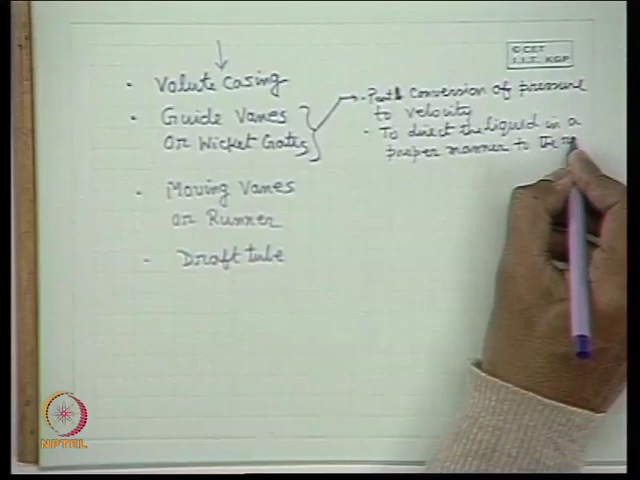 ©CET
I.I.T. KGP
· Volute Casing
· Guide Vanes
or Wicket Gates
- Partl Conversion of pressure
to velocity
- To direct the liquid in a
proper manner to the
- Moving Vanes
or Runner
- Draft tube
NPTEL